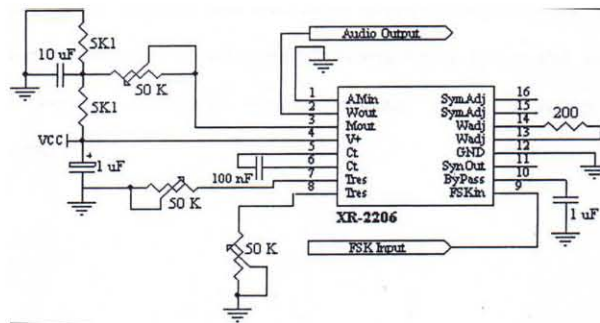 Audio Output
5K1
10 uF
50 K
5K1
VCC
1 uF
100 nF
50 K
50 K
1 AMin SymAdj 16
2 Wout SymAdj 15
3 Mout Wadj 14
4 V+ Wadj 13
5 Ct GND 12
6 Ct SynOut 11
7 Tres ByPass 10
8 Tres FSKin 9
XR-2206
200
1 uF
FSK Input